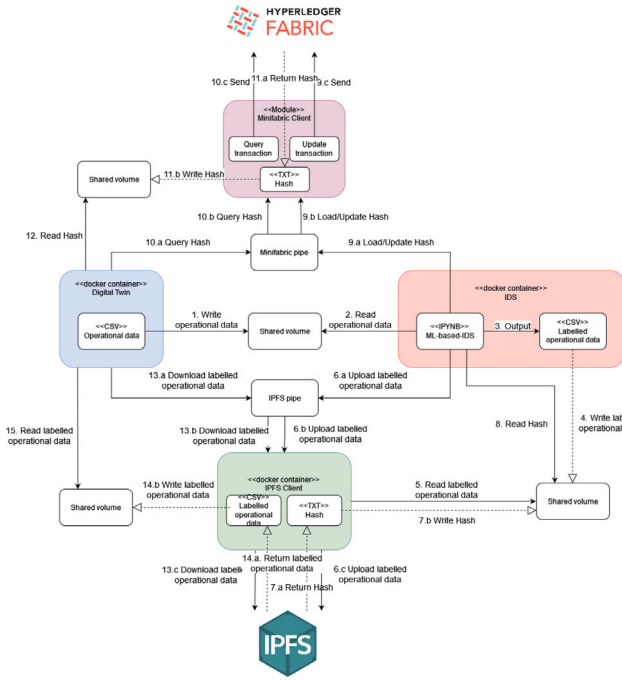 HYPERLEDGER
FABRIC
10.c Send
11.a Return Hash
9.c Send
<<Module>>
Minifabric Client
Query
transaction
Update
transaction
<<TXT>>
Hash
Shared volume
11.b Write Hash
10.b Query Hash
9.b Load/Update Hash
12. Read Hash
10.a Query Hash
Minifabric pipe
9.a Load/Update Hash
<<docker container>>
Digital Twin
<<docker container>>
IDS
<<CSV>>
Operational data
1. Write
operational data
Shared volume
2. Read
operational data
<<IPYNB>>
ML-based-IDS
3. Output
<<CSV>>
Labelled
operational data
13.a Download labelled
operational data
IPFS pipe
6.a Upload labelled
operational data
15. Read labelled
operational data
13.b Download labelled
operational data
6.b Upload labelled
operational data
8. Read Hash
4. Write la
operational
<<docker container>>
IPFS Client
Shared volume
14.b Write labelled
operational data
<<CSV>>
Labelled
operational
data
<<TXT>>
Hash
5. Read labelled
operational data
7.b Write Hash
Shared volume
13.c Download labell
operational data
14.a. Return labelled
operational data
6.c Upload labelled
operational data
7.a Return Hash
IPFS